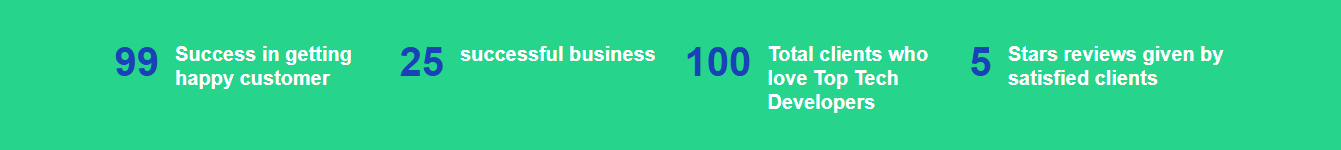 99 Success in getting
happy customer
25 successful business
100 Total clients who
love Top Tech
Developers
5 Stars reviews given by
satisfied clients